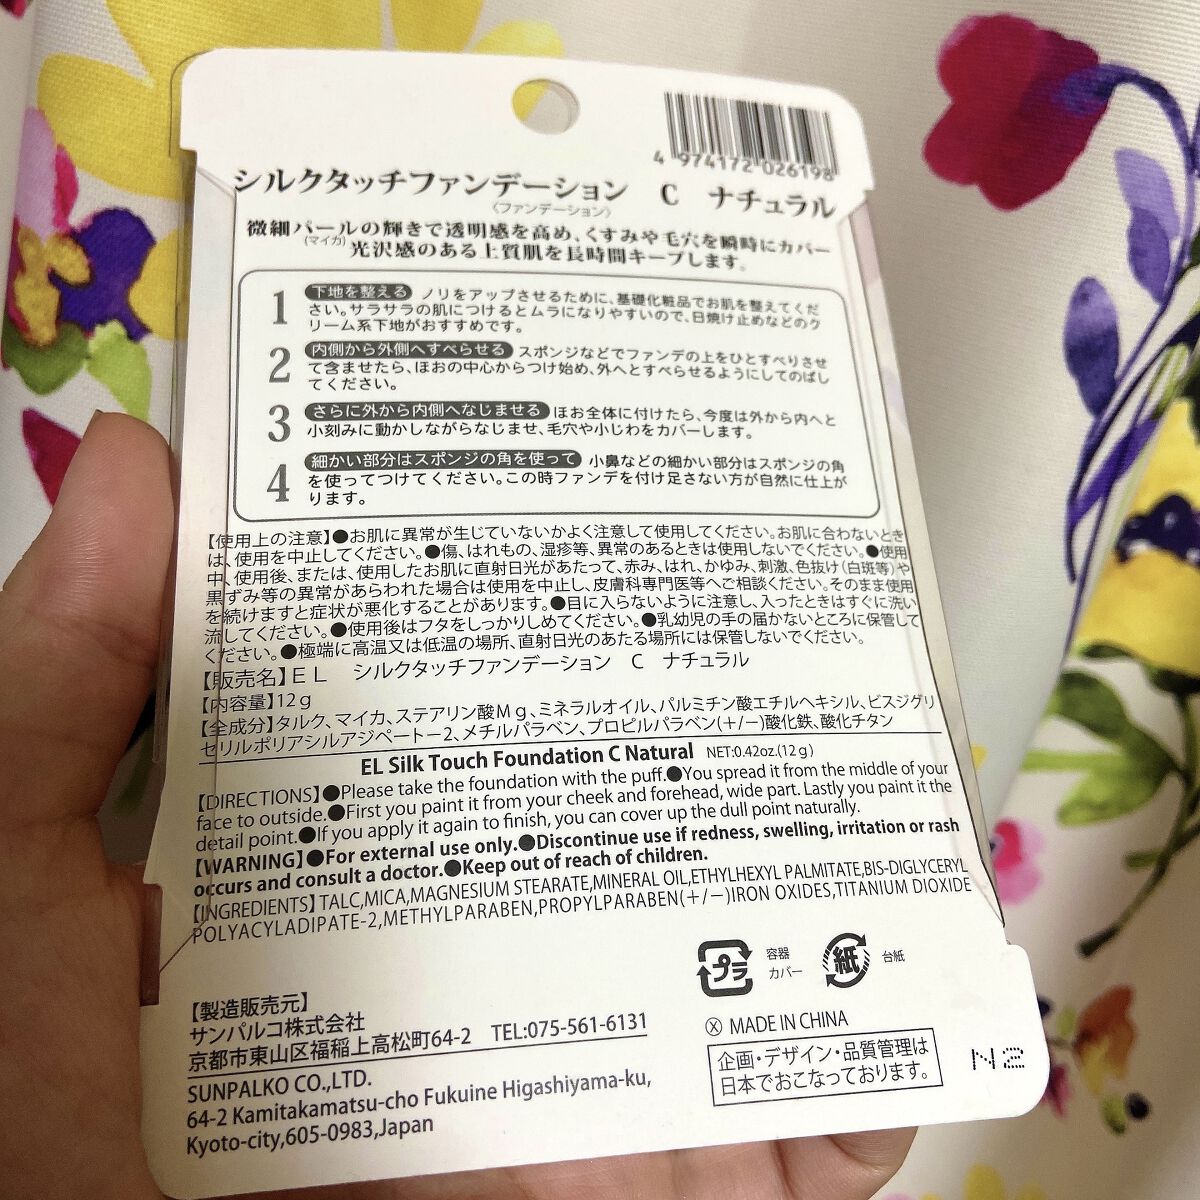 4 974172 026198
シルクタッチファンデーション C ナチュラル
〈ファンデーション〉
微細パールの輝きで透明感を高め、くすみや毛穴を瞬時にカバー
(マイカ)
光沢感のある上質肌を長時間キープします。
1 下地を整える ノリをアップさせるために、基礎化粧品でお肌を整えてくだ
さい。サラサラの肌につけるとムラになりやすいので、日焼け止めなどのク
リーム系下地がおすすめです。
2 内側から外側へすべらせる スポンジなどでファンデの上をひとすべりさせ
て含ませたら、ほおの中心からつけ始め、外へとすべらせるようにしてのばし
てください。
3 さらに外から内側へなじませる ほお全体に付けたら、今度は外から内へと
小刻みに動かしながらなじませ、毛穴や小じわをカバーします。
4 細かい部分はスポンジの角を使って 小鼻などの細かい部分はスポンジの角
を使ってつけてください。この時ファンデを付け足さない方が自然に仕上が
ります。
【使用上の注意】●お肌に異常が生じていないかよく注意して使用してください。お肌に合わないとき
は、使用を中止してください。●傷、はれもの、湿疹等、異常のあるときは使用しないでください。●使用
中、使用後、または、使用したお肌に直射日光があたって、赤み、はれ、かゆみ、刺激、色抜け(白斑等)や
黒ずみ等の異常があらわれた場合は使用を中止し、皮膚科専門医等へご相談ください。そのまま使用
を続けますと症状が悪化することがあります。●目に入らないように注意し、入ったときはすぐに洗い
流してください。●使用後はフタをしっかりしめてください。●乳幼児の手の届かないところに保管して
ください。●極端に高温又は低温の場所、直射日光のあたる場所には保管しないでください。
【販売名】ＥＬ シルクタッチファンデーション C ナチュラル
【内容量】12g
【全成分】タルク、マイカ、ステアリン酸Ｍg、ミネラルオイル、パルミチン酸エチルヘキシル、ビスジグリ
セリルポリアシルアジペート−2、メチルパラベン、プロピルパラベン(+/−)酸化鉄、酸化チタン
EL Silk Touch Foundation C Natural NET:0.42oz.(12g)
【DIRECTIONS】●Please take the foundation with the puff.●You spread it from the middle of your
face to outside.●First you paint it from your cheek and forehead, wide part. Lastly you paint it the
detail point.●If you apply it again to finish, you can cover up the dull point naturally.
【WARNING】●For external use only.●Discontinue use if redness, swelling, irritation or rash
occurs and consult a doctor.●Keep out of reach of children.
【INGREDIENTS】TALC,MICA,MAGNESIUM STEARATE,MINERAL OIL,ETHYLHEXYL PALMITATE,BIS-DIGLYCERYL
POLYACYLADIPATE-2,METHYLPARABEN,PROPYLPARABEN(+/−)IRON OXIDES,TITANIUM DIOXIDE
プラ 容器 カバー 紙 台紙
【製造販売元】
サンパルコ株式会社
京都市東山区福稲上高松町64-2 TEL:075-561-6131
SUNPALKO CO.,LTD.
64-2 Kamitakamatsu-cho Fukuine Higashiyama-ku,
Kyoto-city,605-0983,Japan
Ⓧ MADE IN CHINA
企画・デザイン・品質管理は
日本でおこなっております。
N2